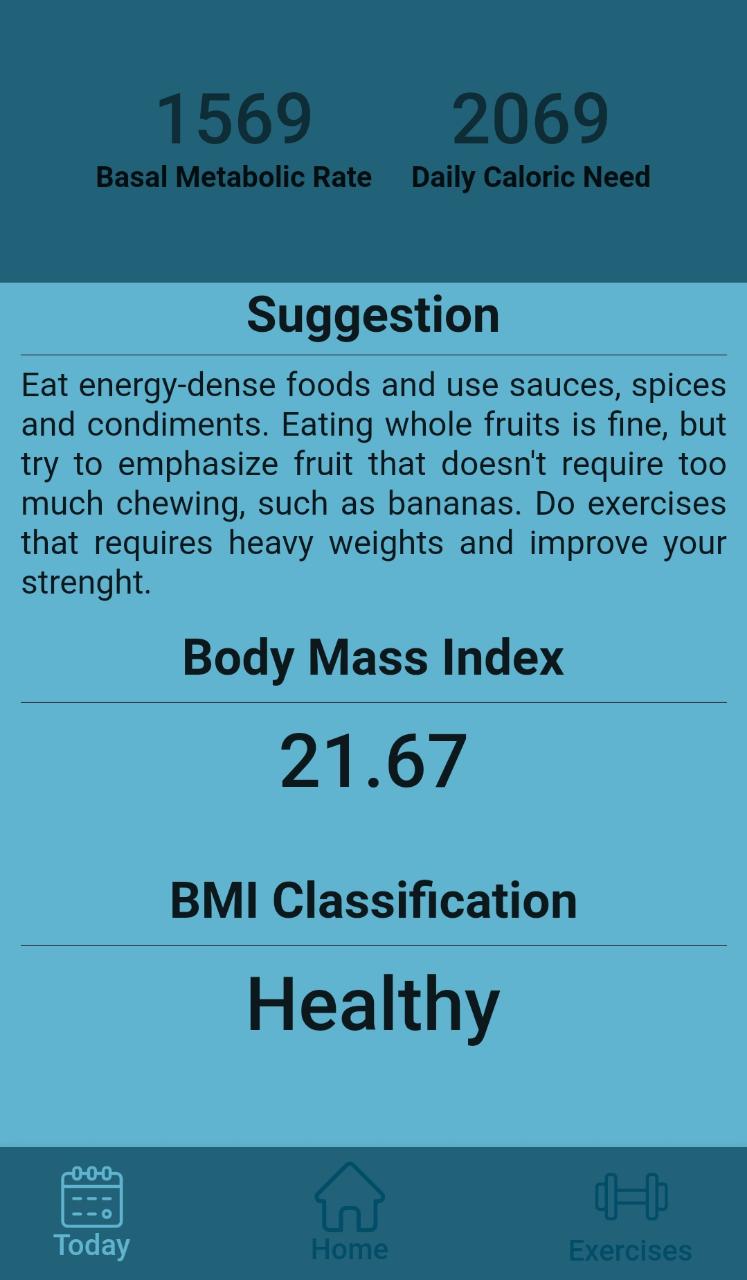 1569 2069
Basal Metabolic Rate Daily Caloric Need
Suggestion
Eat energy-dense foods and use sauces, spices
and condiments. Eating whole fruits is fine, but
try to emphasize fruit that doesn't require too
much chewing, such as bananas. Do exercises
that requires heavy weights and improve your
strenght.
Body Mass Index
21.67
BMI Classification
Healthy
Today Home Exercises